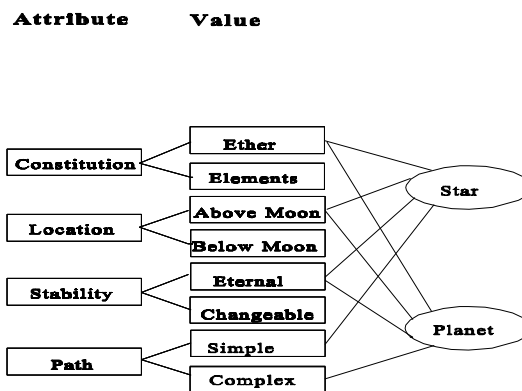 Attribute Value
Constitution
Ether
Elements
Star
Location
Above Moon
Below Moon
Stability
Eternal
Changeable
Planet
Path
Simple
Complex